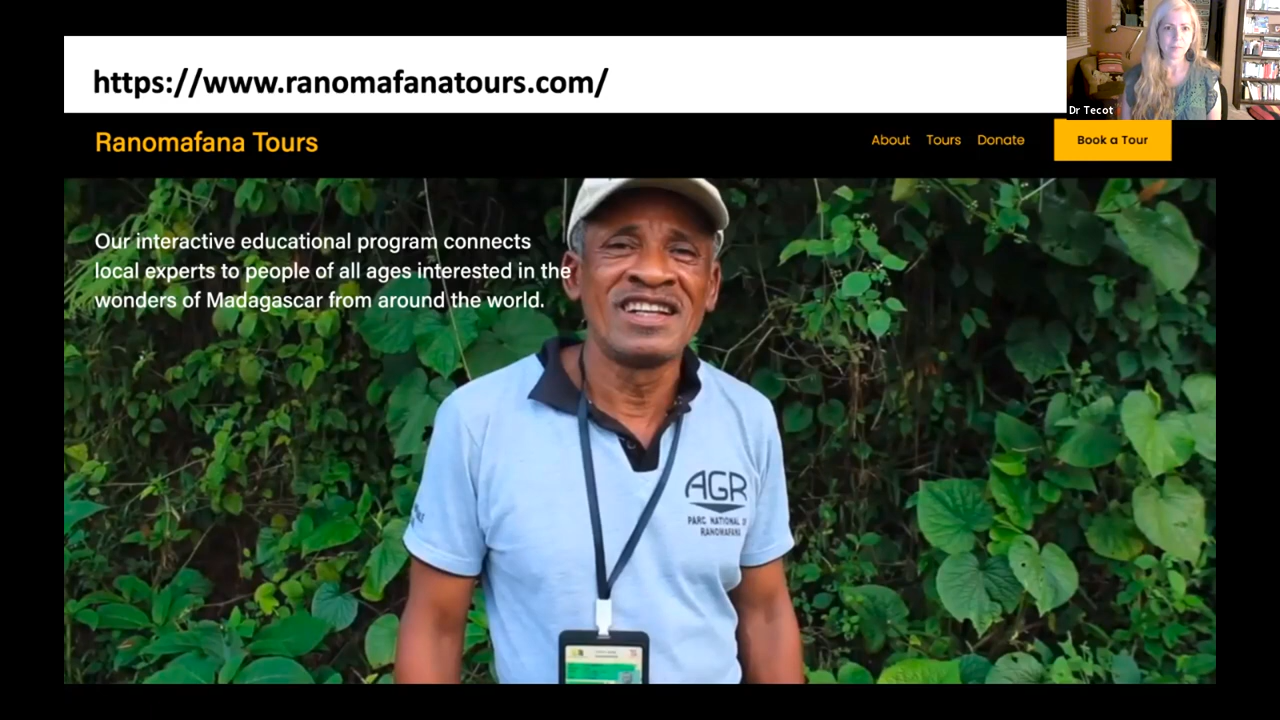 https://www.ranomafanatours.com/
Dr Tecot
Ranomafana Tours
About Tours Donate Book a Tour
Our interactive educational program connects
local experts to people of all ages interested in the
wonders of Madagascar from around the world.
AGR
PARC NATIONAL
RANOMAFANA